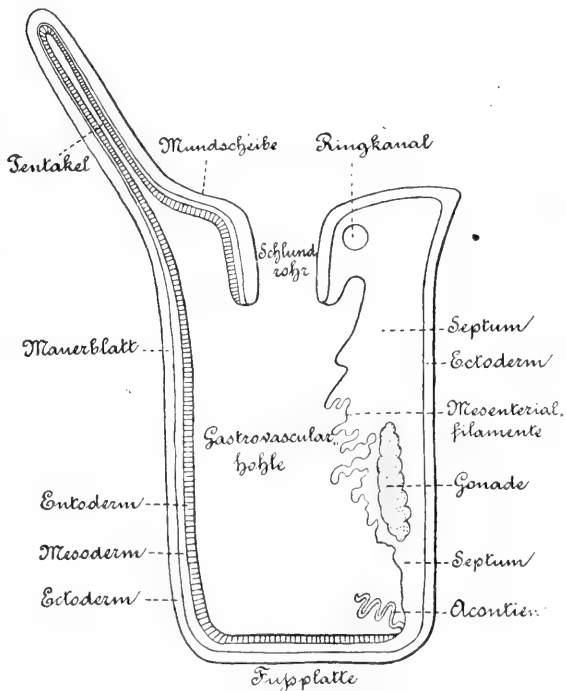 Tentakel
Mundscheibe
Ringkanal
Schlund
rohr
Mauerblatt
Septum
Ectoderm
Mesenterial-
filamente
Gastrovascular-
hohle
Gonade
Entoderm
Mesoderm
Septum
Ectoderm
Acontien
Fußplatte